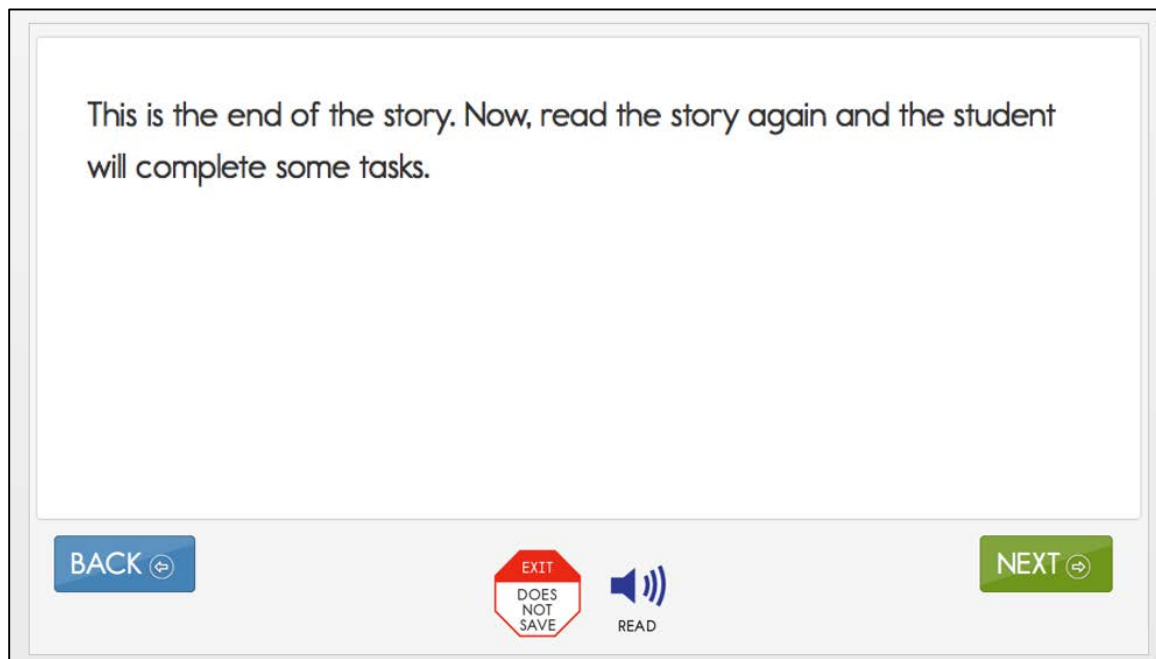 This is the end of the story. Now, read the story again and the student
will complete some tasks.
BACK
EXIT
DOES
NOT
SAVE
READ
NEXT